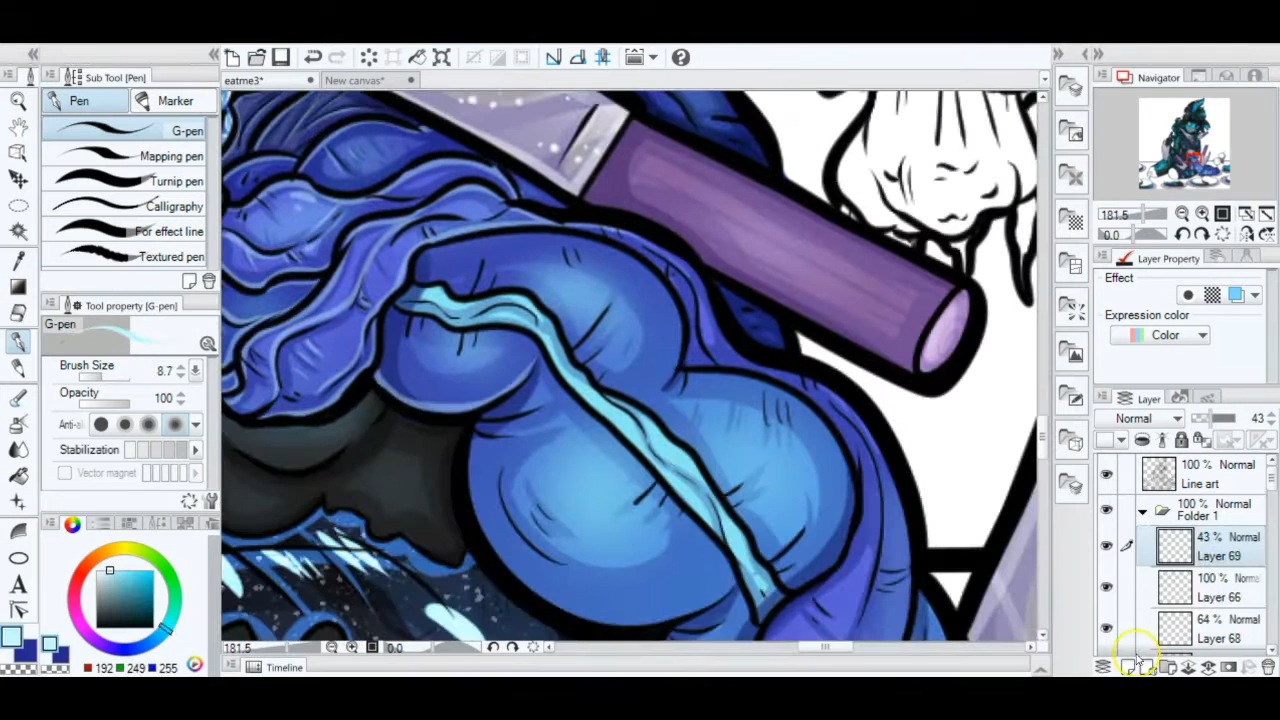 Sub Tool [Pen]
eatme3*
New canvas*
Navigator
Pen
Marker
G-pen
Mapping pen
Turnip pen
Calligraphy
For effect line
Textured pen
181.5
0.0
Layer Property
Effect
Expression color
Color
Tool property [G-pen]
G-pen
Brush Size 8.7
Opacity 100
Anti-al
Stabilization
Vector magnet
Layer
Normal 43
100 % Normal
Line art
100 % Normal
Folder 1
43 % Normal
Layer 69
100 % Normal
Layer 66
64 % Normal
Layer 68
181.5 0.0
Timeline
192 249 255